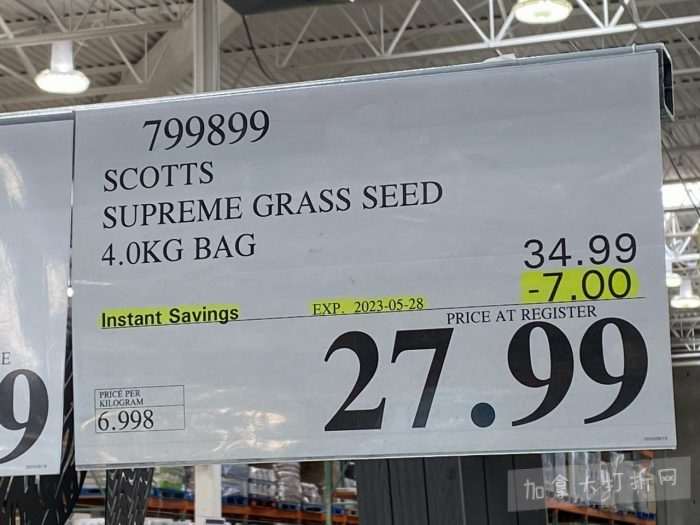 799899
SCOTTS
SUPREME GRASS SEED
4.0KG BAG
34.99
-7.00
Instant Savings
EXP. 2023-05-28
PRICE AT REGISTER
27.99
PRICE PER
KILOGRAM
6.998
E
9
加拿大打折网